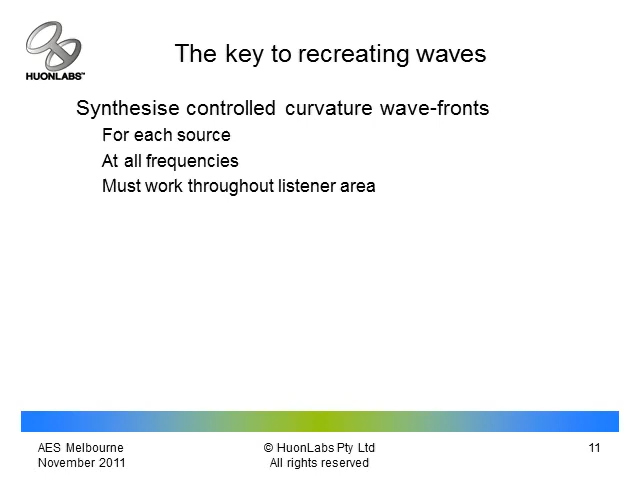 HUONLABS™
The key to recreating waves
Synthesise controlled curvature wave-fronts
For each source
At all frequencies
Must work throughout listener area
AES Melbourne
November 2011
© HuonLabs Pty Ltd
All rights reserved
11